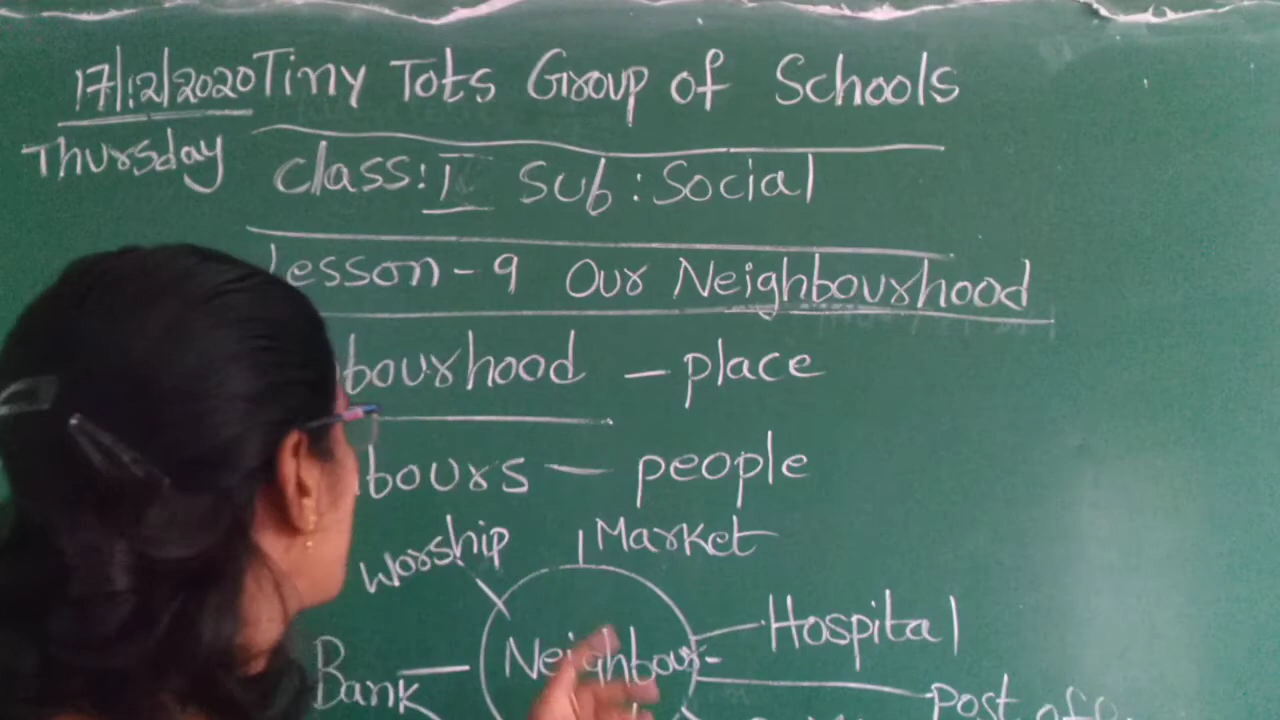 17/12/2020 Tiny Tots Group of Schools
Thursday
Class: I Sub: Social
Lesson - 9 Our Neighbourhood
bourhood - place
bours - people
Worship Market
Neighbour- Hospital
Bank Post